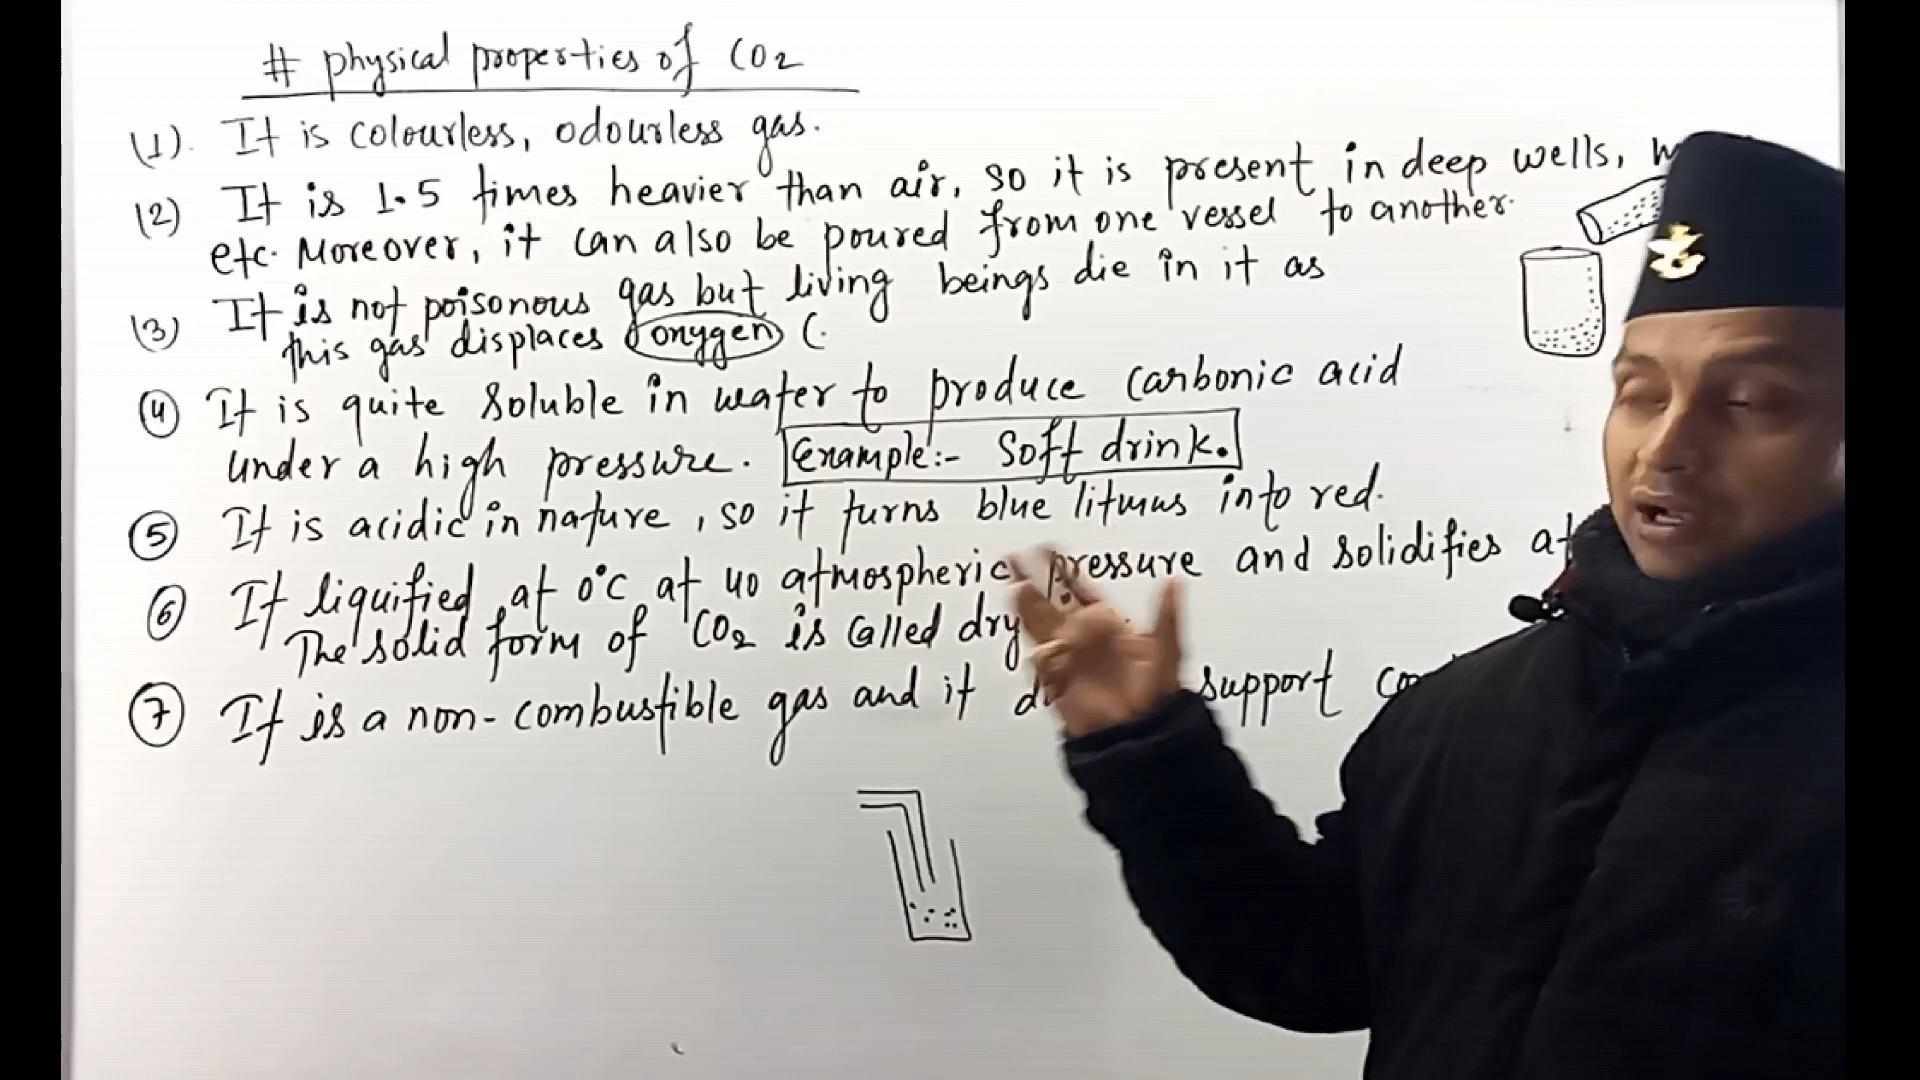 # physical properties of CO2
(1). It is colourless, odourless gas.
(2) It is 1.5 times heavier than air, so it is present in deep wells,
etc. Moreover, it can also be poured from one vessel to another.
(3) It is not poisonous gas but living beings die in it as
this gas displaces oxygen (.
(4) It is quite soluble in water to produce carbonic acid
under a high pressure. Example:- Soft drink.
(5) It is acidic in nature, so it turns blue litmus into red.
(6) It liquified at 0°C at 40 atmospheric pressure and solidifies at
The solid form of CO2 is called dry
(7) It is a non-combustible gas and it support